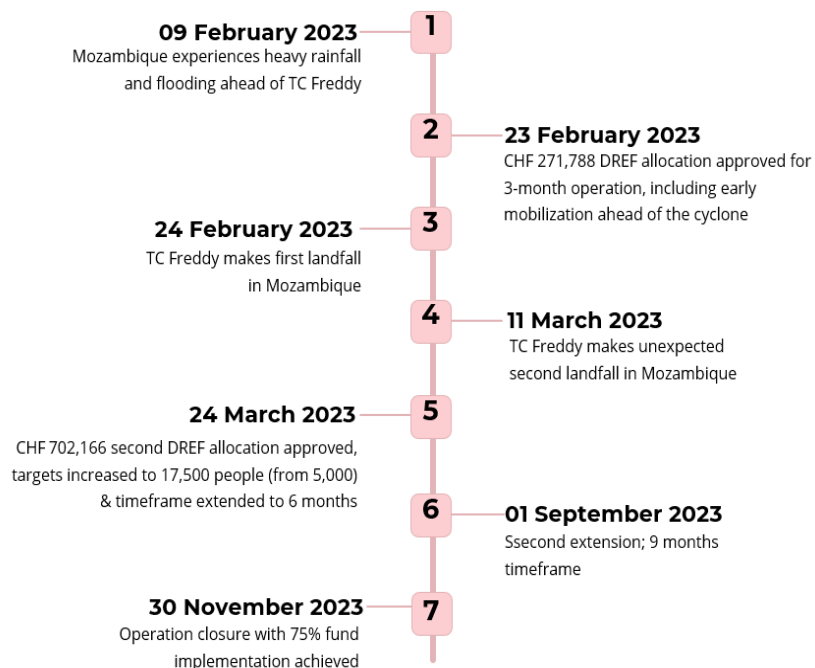 1
09 February 2023
Mozambique experiences heavy rainfall
and flooding ahead of TC Freddy
2
23 February 2023
CHF 271,788 DREF allocation approved for
3-month operation, including early
mobilization ahead of the cyclone
3
24 February 2023
TC Freddy makes first landfall
in Mozambique
4
11 March 2023
TC Freddy makes unexpected
second landfall in Mozambique
5
24 March 2023
CHF 702,166 second DREF allocation approved,
targets increased to 17,500 people (from 5,000)
& timeframe extended to 6 months
6
01 September 2023
Ssecond extension; 9 months
timeframe
7
30 November 2023
Operation closure with 75% fund
implementation achieved